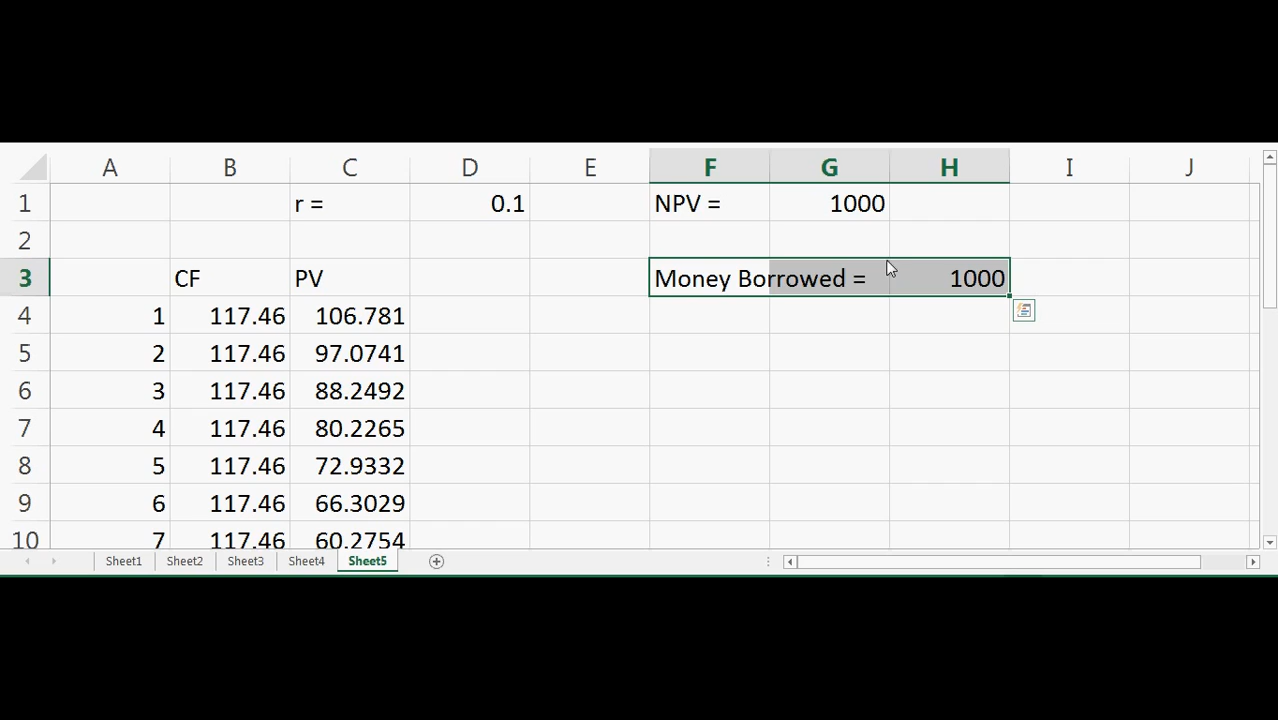 A B C D E F G H I J
1 r = 0.1 NPV = 1000
2
3 CF PV Money Borrowed = 1000
4 1 117.46 106.781
5 2 117.46 97.0741
6 3 117.46 88.2492
7 4 117.46 80.2265
8 5 117.46 72.9332
9 6 117.46 66.3029
10 7 117.46 60.2754
Sheet1 Sheet2 Sheet3 Sheet4 Sheet5